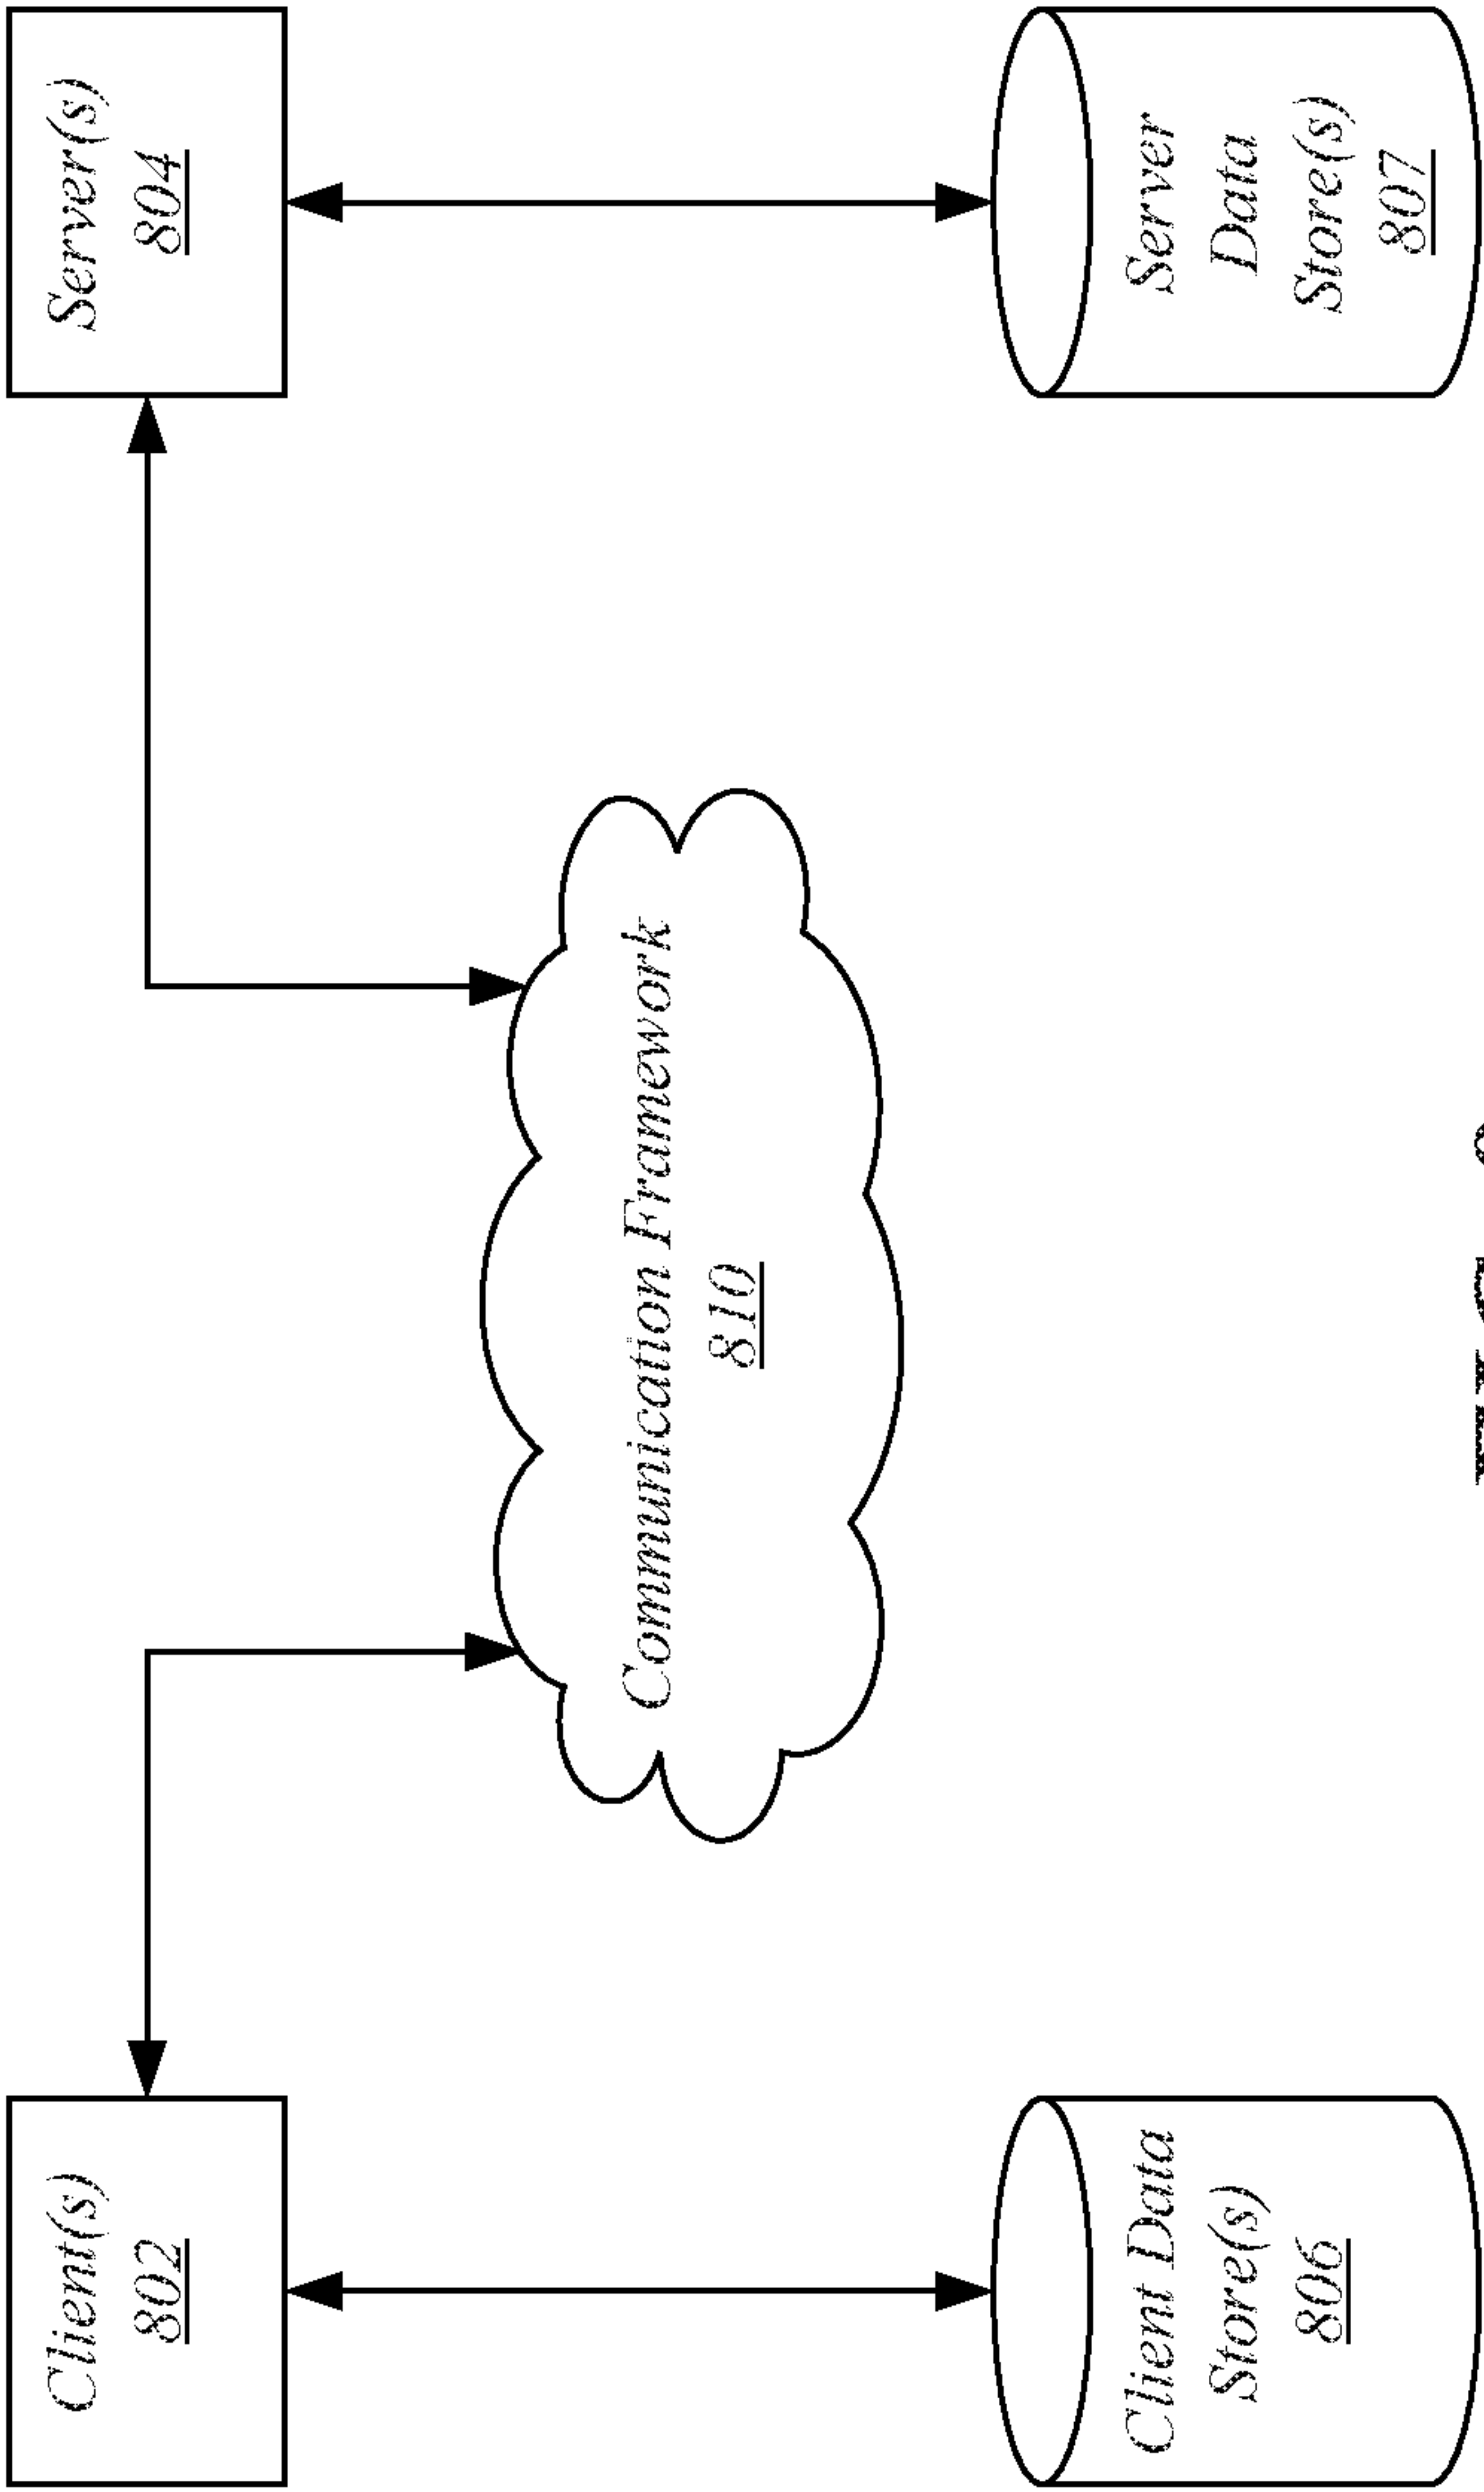 Client(s)
802
Server(s)
804
Communication Framework
810
Client Data
Store(s)
806
Server
Data
Store(s)
807